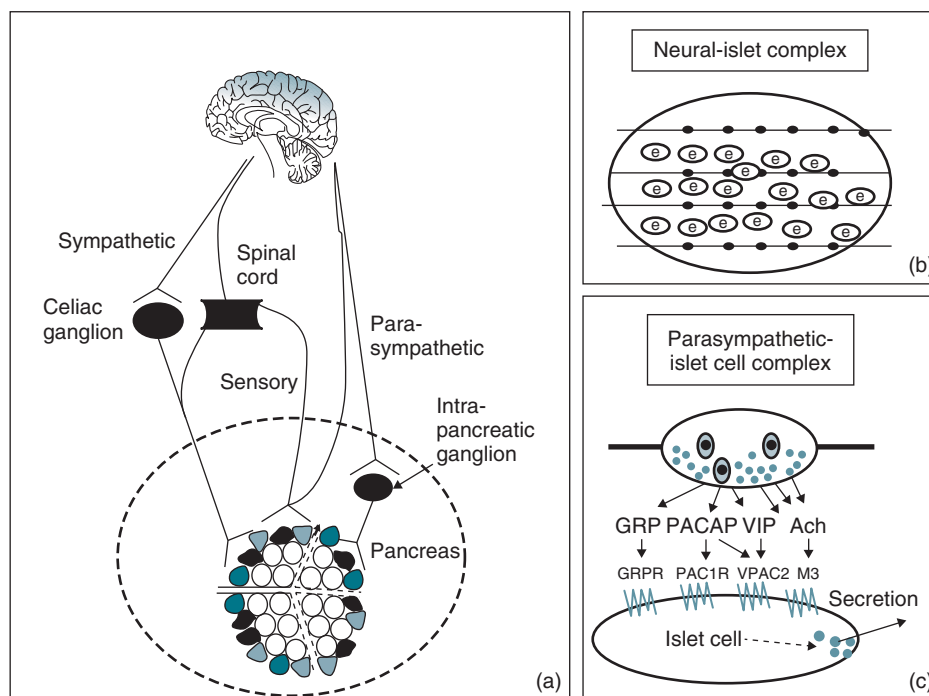 Sympathetic
Spinal
cord
Celiac
ganglion
Para-
sympathetic
Sensory
Intra-
pancreatic
ganglion
Pancreas
(a)
Neural-islet complex
e e e e e
e
e e e e e e
e e e e e e
(b)
Parasympathetic-
islet cell complex
GRP PACAP VIP Ach
GRPR PAC1R VPAC2 M3
Secretion
Islet cell
(c)